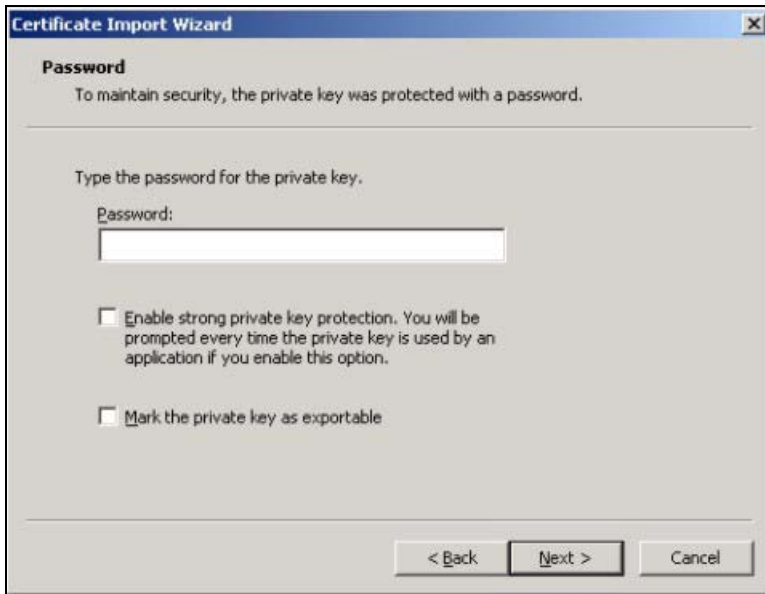 Certificate Import Wizard
Password
To maintain security, the private key was protected with a password.
Type the password for the private key.
Password:
Enable strong private key protection. You will be
prompted every time the private key is used by an
application if you enable this option.
Mark the private key as exportable
< Back Next > Cancel